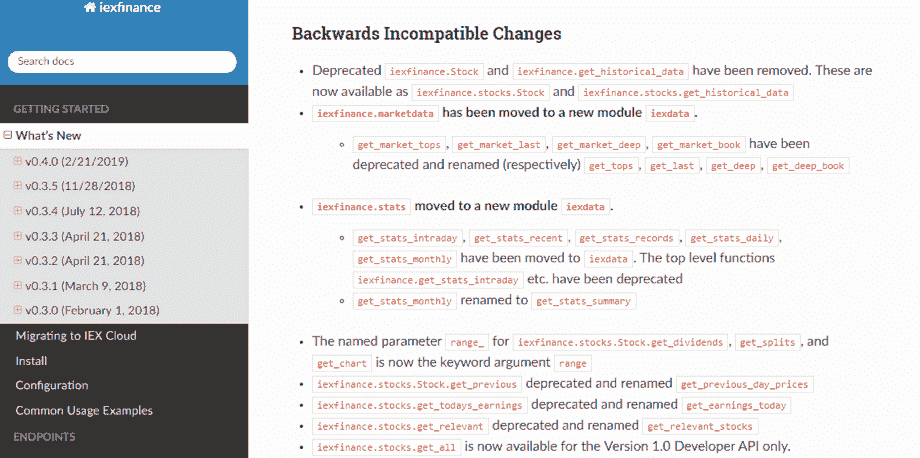 iexfinance
Search docs
GETTING STARTED
What's New
v0.4.0 (2/21/2019)
v0.3.5 (11/28/2018)
v0.3.4 (July 12, 2018)
v0.3.3 (April 21, 2018)
v0.3.2 (April 21, 2018)
v0.3.1 (March 9, 2018)
v0.3.0 (February 1, 2018)
Migrating to IEX Cloud
Install
Configuration
Common Usage Examples
ENDPOINTS
Backwards Incompatible Changes
• Deprecated iexfinance.Stock and iexfinance.get_historical_data have been removed. These are
now available as iexfinance.stocks.Stock and iexfinance.stocks.get_historical_data
• iexfinance.marketdata has been moved to a new module iexdata.
◦ get_market_tops, get_market_last, get_market_deep, get_market_book have been
deprecated and renamed (respectively) get_tops, get_last, get_deep, get_deep_book
• iexfinance.stats moved to a new module iexdata.
◦ get_stats_intraday, get_stats_recent, get_stats_records, get_stats_daily,
get_stats_monthly have been moved to iexdata. The top level functions
iexfinance.get_stats_intraday etc. have been deprecated
◦ get_stats_monthly renamed to get_stats_summary
• The named parameter range_ for iexfinance.stocks.Stock.get_dividends, get_splits, and
get_chart is now the keyword argument range
• iexfinance.stocks.Stock.get_previous deprecated and renamed get_previous_day_prices
• iexfinance.stocks.get_todays_earnings deprecated and renamed get_earnings_today
• iexfinance.stocks.get_relevant deprecated and renamed get_relevant_stocks
• iexfinance.stocks.get_all is now available for the Version 1.0 Developer API only.